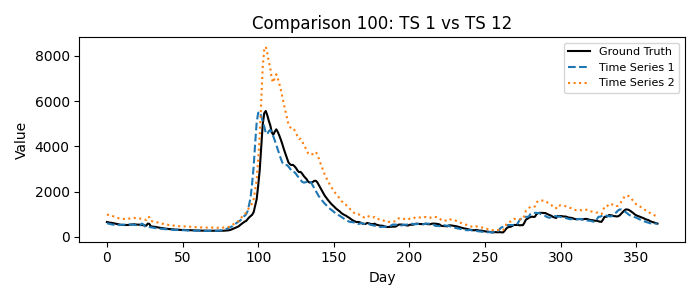 Comparison 100: TS 1 vs TS 12
Value
8000
6000
4000
2000
0
Ground Truth
Time Series 1
Time Series 2
0 50 100 150 200 250 300 350
Day